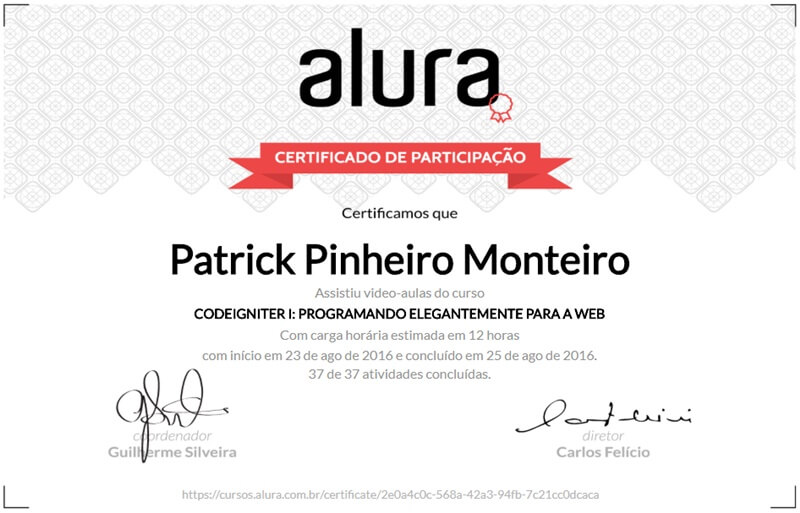 alura
CERTIFICADO DE PARTICIPAÇÃO
Certificamos que
Patrick Pinheiro Monteiro
Assistiu video-aulas do curso
CODEIGNITER I: PROGRAMANDO ELEGANTEMENTE PARA A WEB
Com carga horária estimada em 12 horas
com início em 23 de ago de 2016 e concluído em 25 de ago de 2016.
37 de 37 atividades concluídas.
coordenador
Guilherme Silveira
diretor
Carlos Felício
https://cursos.alura.com.br/certificate/2e0a4c0c-568a-42a3-94fb-7c21cc0dcaca